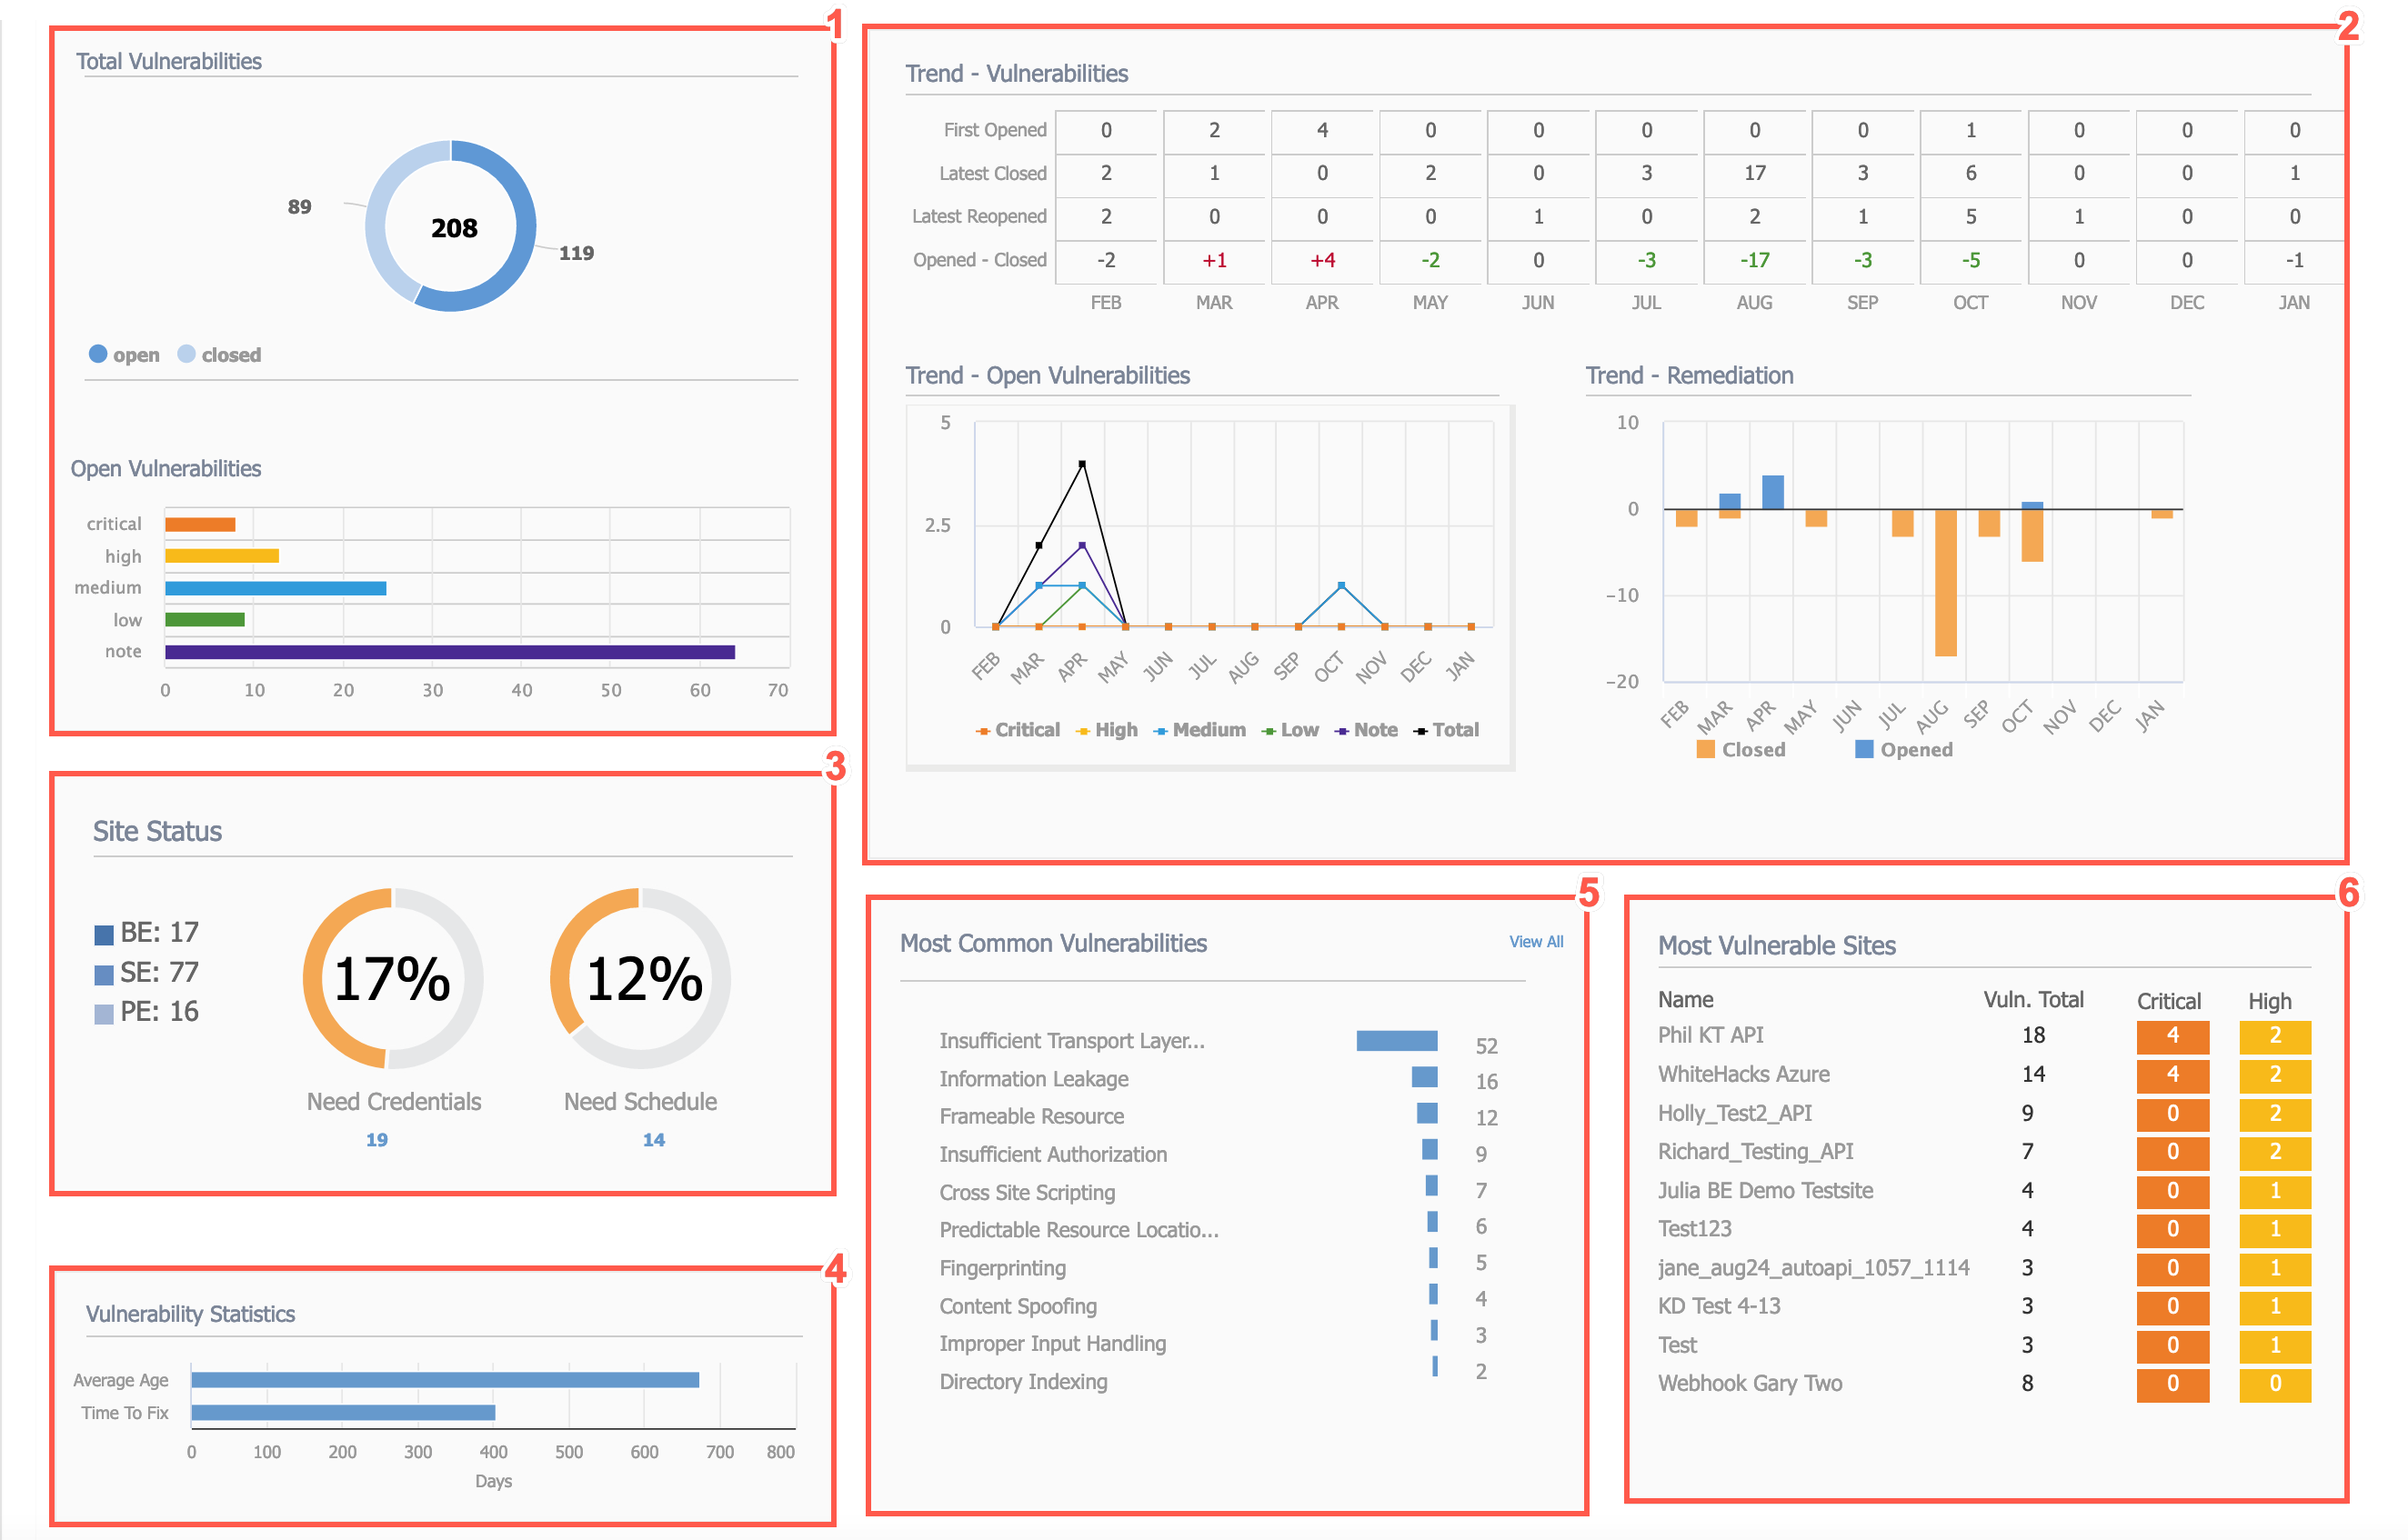 1
Total Vulnerabilities
89
208
119
open closed
Open Vulnerabilities
critical
high
medium
low
note
0 10 20 30 40 50 60 70
2
Trend - Vulnerabilities
First Opened 0 2 4 0 0 0 0 0 1 0 0 0
Latest Closed 2 1 0 2 0 3 17 3 6 0 0 1
Latest Reopened 2 0 0 0 1 0 2 1 5 1 0 0
Opened - Closed -2 +1 +4 -2 0 -3 -17 -3 -5 0 0 -1
FEB MAR APR MAY JUN JUL AUG SEP OCT NOV DEC JAN
Trend - Open Vulnerabilities
5
2.5
0
FEB MAR APR MAY JUN JUL AUG SEP OCT NOV DEC JAN
Critical High Medium Low Note Total
Trend - Remediation
10
0
-10
-20
FEB MAR APR MAY JUN JUL AUG SEP OCT NOV DEC JAN
Closed Opened
3
Site Status
BE: 17
SE: 77
PE: 16
17%
Need Credentials
19
12%
Need Schedule
14
4
Vulnerability Statistics
Average Age
Time To Fix
0 100 200 300 400 500 600 700 800
Days
5
Most Common Vulnerabilities View All
Insufficient Transport Layer... 52
Information Leakage 16
Frameable Resource 12
Insufficient Authorization 9
Cross Site Scripting 7
Predictable Resource Locatio... 6
Fingerprinting 5
Content Spoofing 4
Improper Input Handling 3
Directory Indexing 2
6
Most Vulnerable Sites
Name Vuln. Total Critical High
Phil KT API 18 4 2
WhiteHacks Azure 14 4 2
Holly_Test2_API 9 0 2
Richard_Testing_API 7 0 2
Julia BE Demo Testsite 4 0 1
Test123 4 0 1
jane_aug24_autoapi_1057_1114 3 0 1
KD Test 4-13 3 0 1
Test 3 0 1
Webhook Gary Two 8 0 0